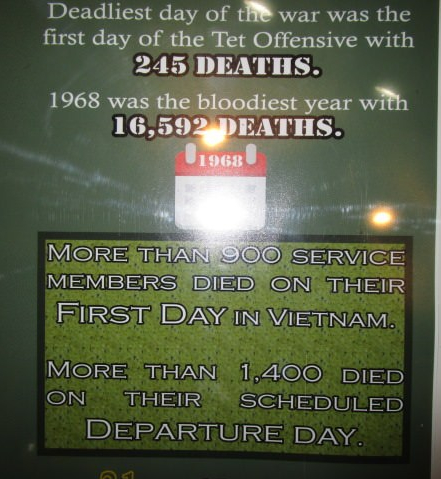 Deadliest day of the war was the
first day of the Tet Offensive with
245 DEATHS.
1968 was the bloodiest year with
16,592 DEATHS.
1968
MORE THAN 900 SERVICE
MEMBERS DIED ON THEIR
FIRST DAY IN VIETNAM.
MORE THAN 1,400 DIED
ON THEIR SCHEDULED
DEPARTURE DAY.